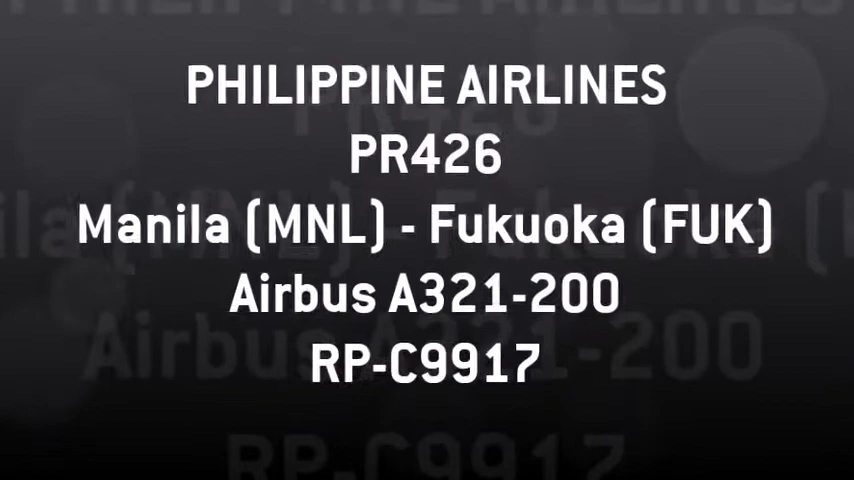 PHILIPPINE AIRLINES
PR426
Manila (MNL) - Fukuoka (FUK)
Airbus A321-200
RP-C9917